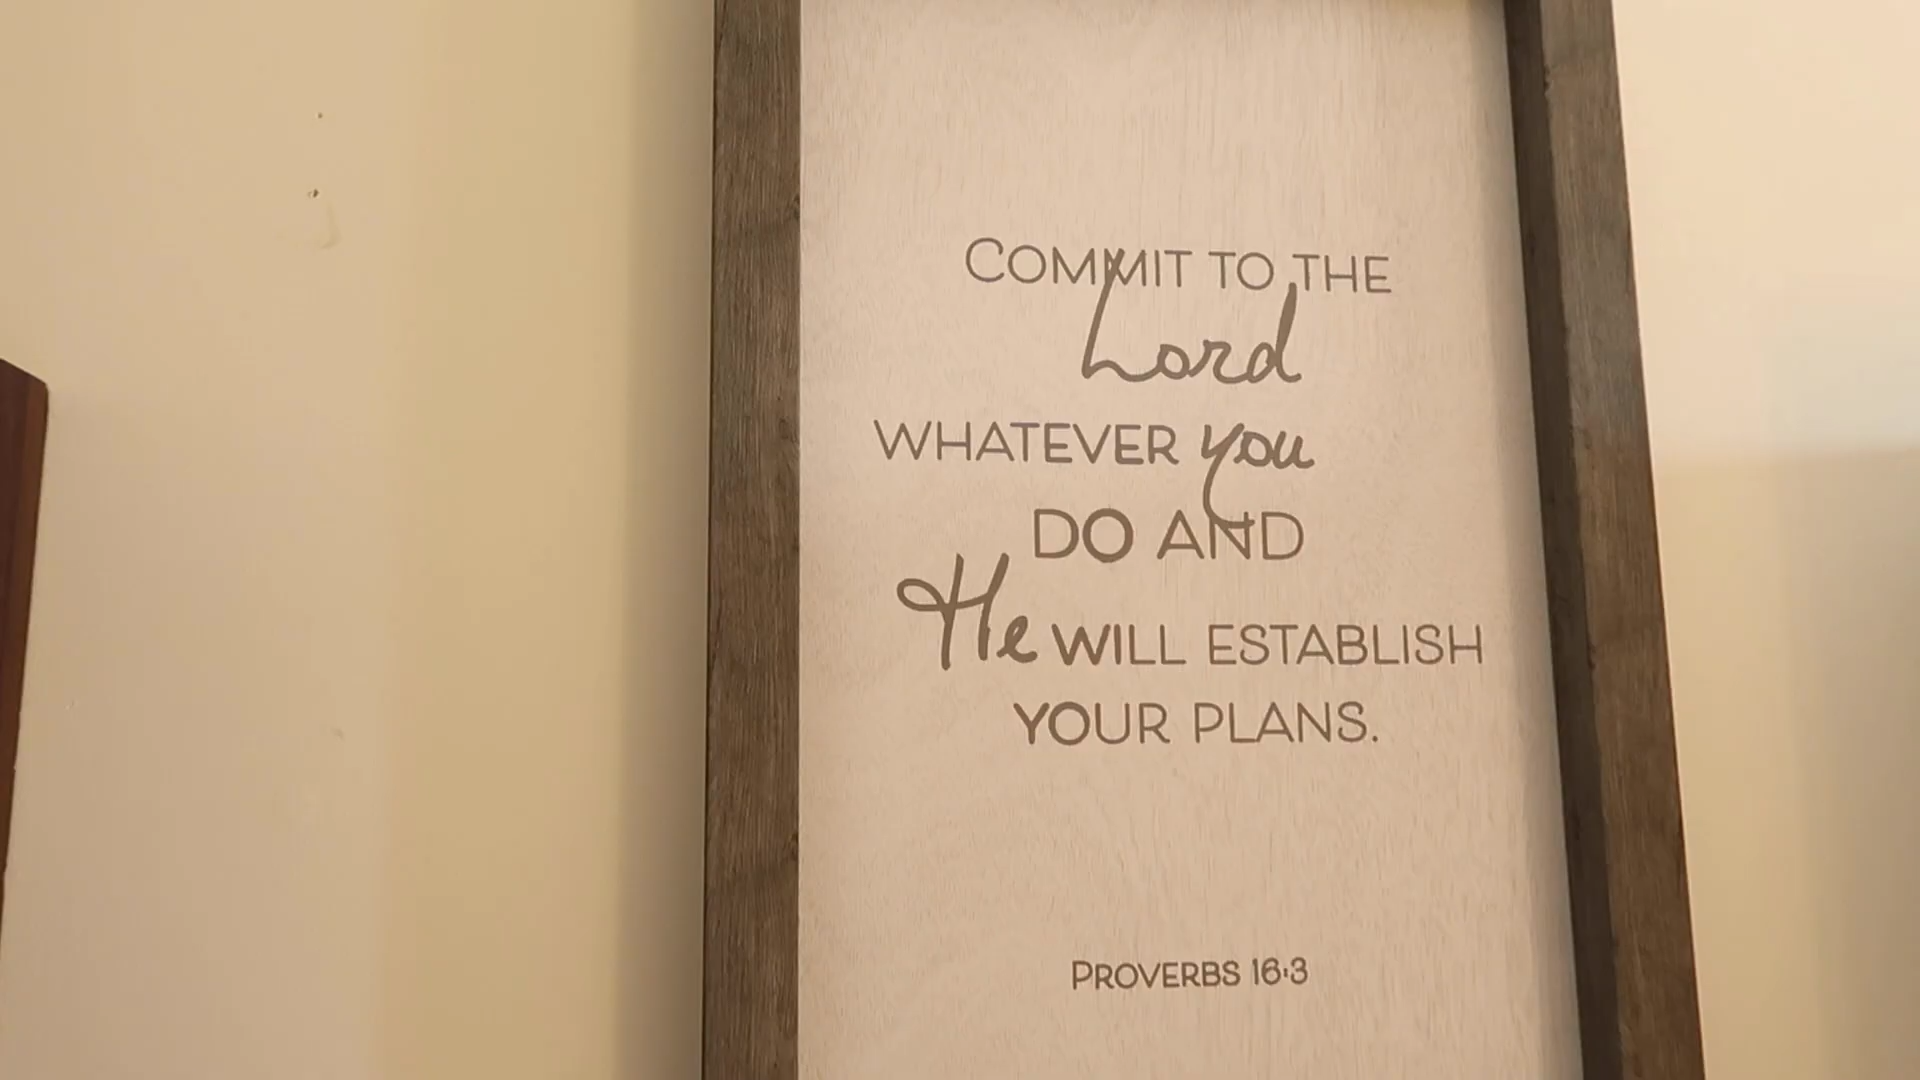 COMMIT TO THE
Lord
WHATEVER you
DO AND
He WILL ESTABLISH
YOUR PLANS.
PROVERBS 16:3